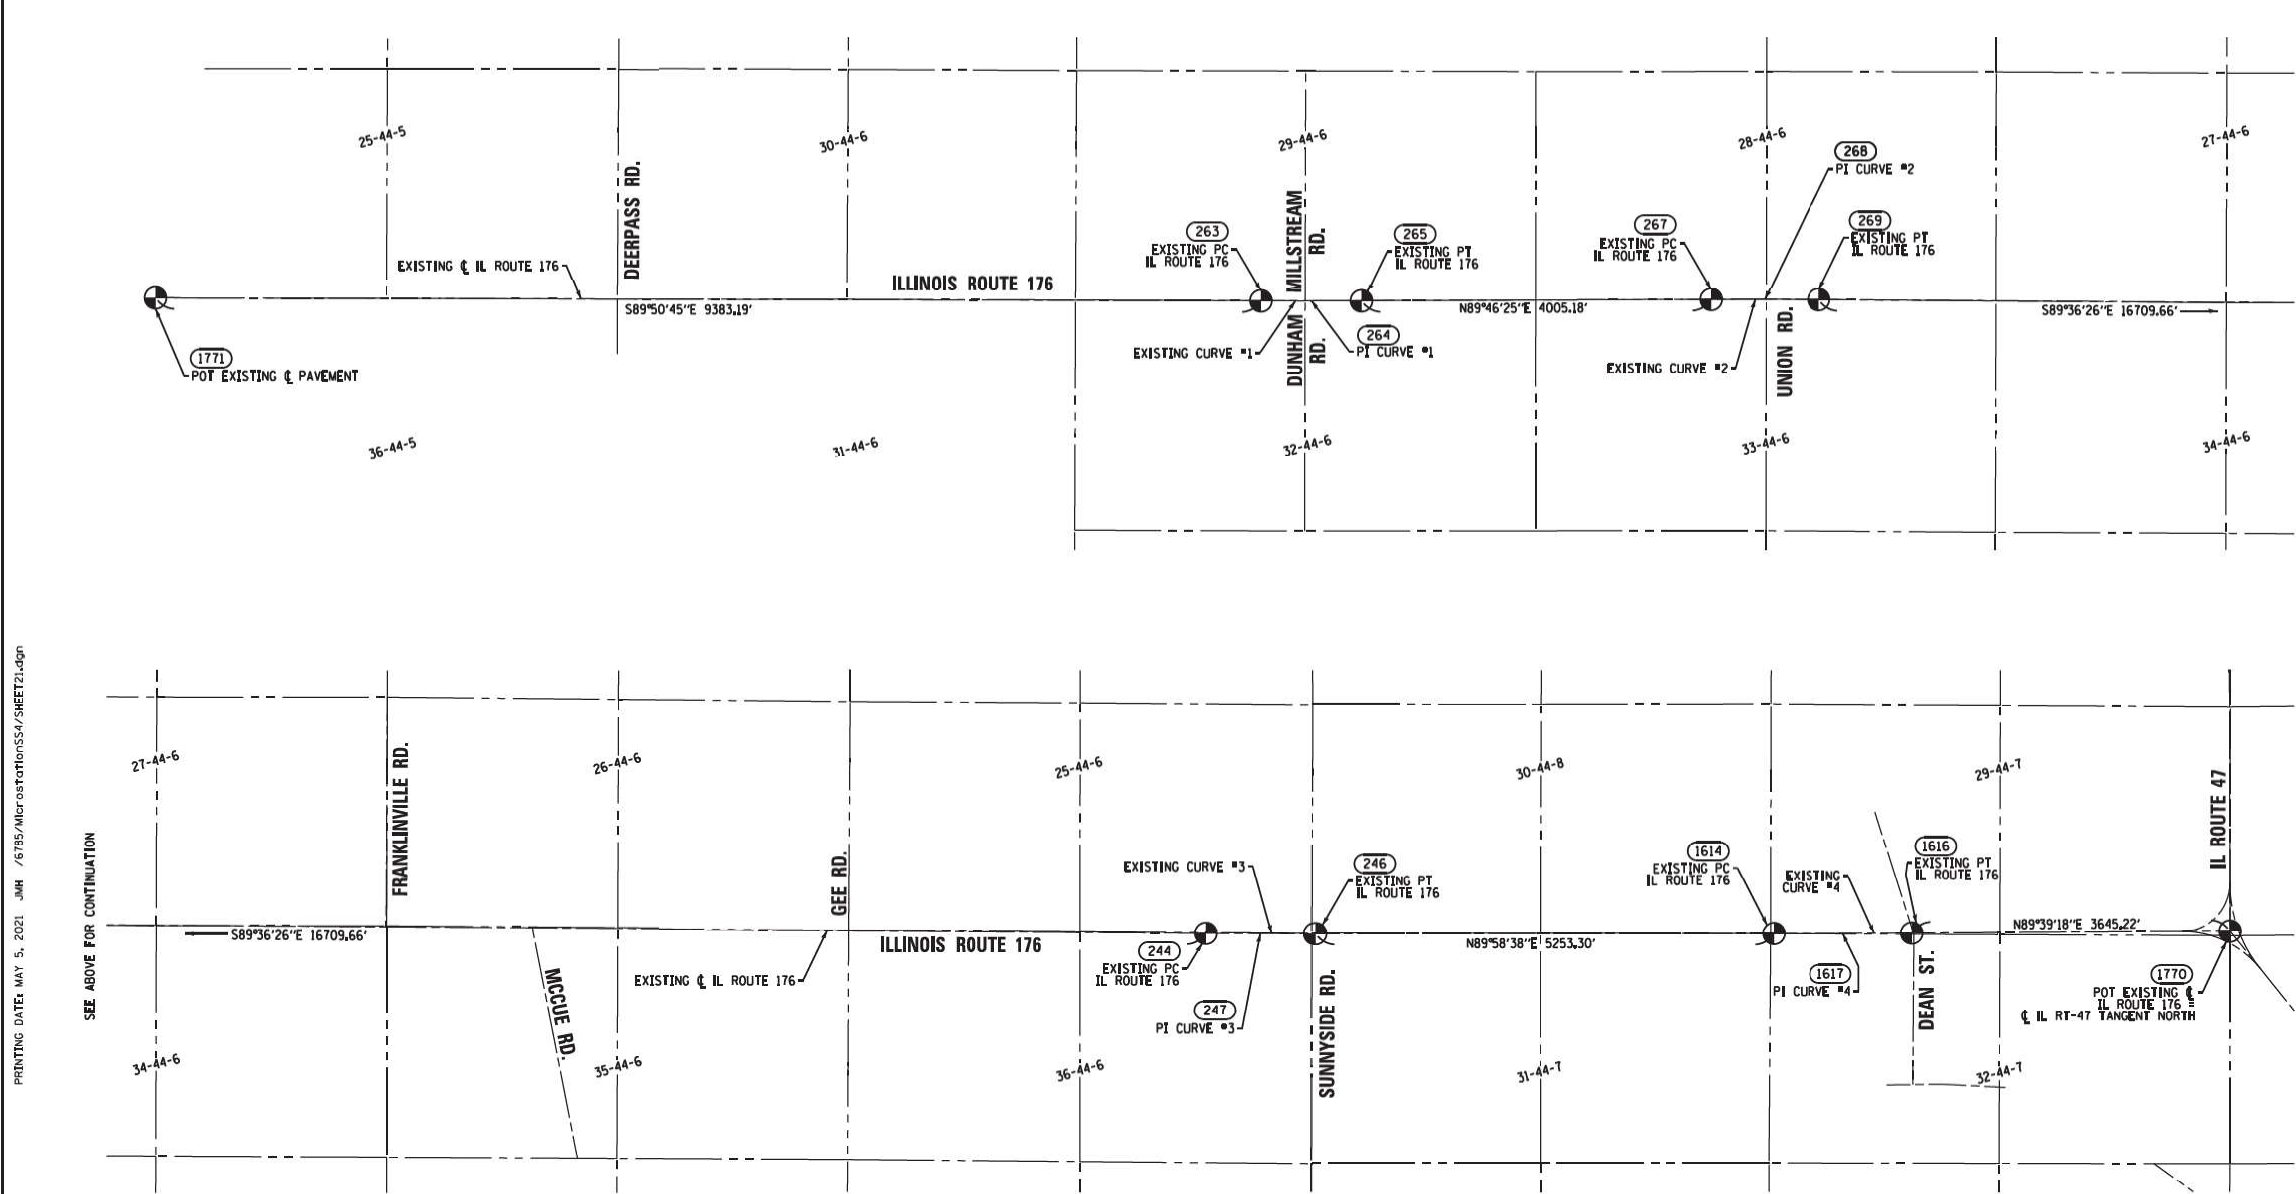 25-44-5
30-44-6
29-44-6
28-44-6
27-44-6
268
PI CURVE #2
DEERPASS RD.
MILLSTREAM
RD.
263
EXISTING PC
IL ROUTE 176
265
EXISTING PT
IL ROUTE 176
267
EXISTING PC
IL ROUTE 176
269
EXISTING PT
IL ROUTE 176
EXISTING ℄ IL ROUTE 176
ILLINOIS ROUTE 176
S89°50'45"E 9383.19'
N89°46'25"E 4005.18'
S89°36'26"E 16709.66'
1771
POT EXISTING ℄ PAVEMENT
EXISTING CURVE #1
DUNHAM
RD.
264
PI CURVE #1
EXISTING CURVE #2
UNION RD.
36-44-5
31-44-6
32-44-6
33-44-6
34-44-6
PRINTING DATE: MAY 5, 2021 JMH /6785/MicrostationSS4/SHEET21.dgn
SEE ABOVE FOR CONTINUATION
27-44-6
26-44-6
25-44-6
30-44-8
29-44-7
FRANKLINVILLE RD.
GEE RD.
IL ROUTE 47
EXISTING CURVE #3
246
EXISTING PT
IL ROUTE 176
1614
EXISTING PC
IL ROUTE 176
EXISTING
CURVE #4
1616
EXISTING PT
IL ROUTE 176
S89°36'26"E 16709.66'
ILLINOIS ROUTE 176
N89°58'38"E 5253.30'
N89°39'18"E 3645.22'
MCCUE RD.
EXISTING ℄ IL ROUTE 176
244
EXISTING PC
IL ROUTE 176
247
PI CURVE #3
SUNNYSIDE RD.
1617
PI CURVE #4
DEAN ST.
1770
POT EXISTING ℄
IL ROUTE 176 =
℄ IL RT-47 TANGENT NORTH
34-44-6
35-44-6
36-44-6
31-44-7
32-44-7